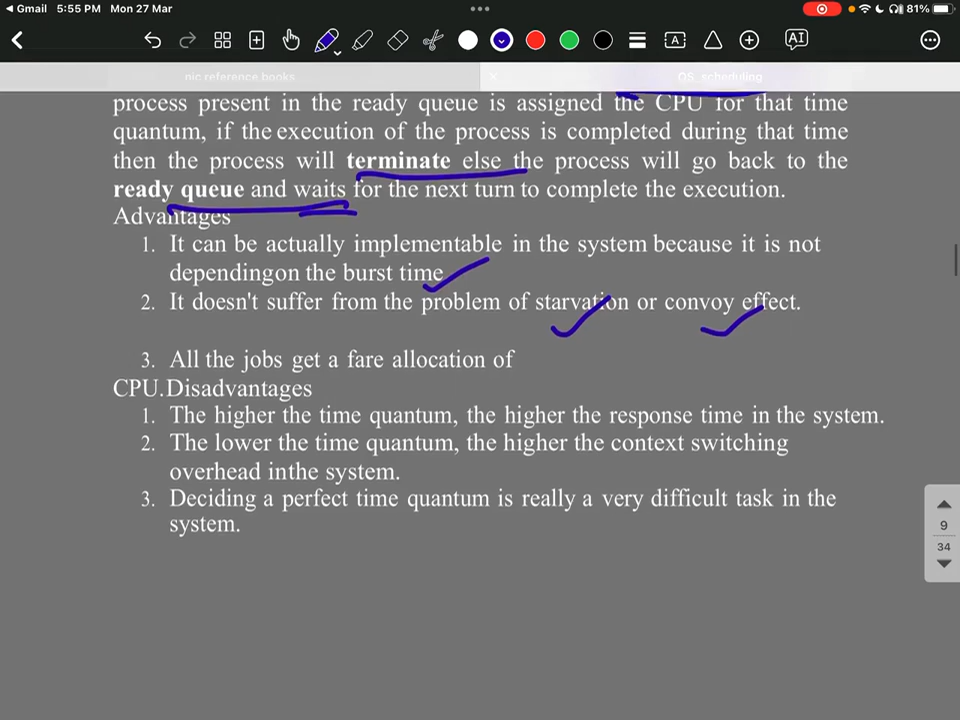 Gmail 5:55 PM Mon 27 Mar 81%
A AI
nic reference books
OS_scheduling
process present in the ready queue is assigned the CPU for that time
quantum, if the execution of the process is completed during that time
then the process will terminate else the process will go back to the
ready queue and waits for the next turn to complete the execution.
Advantages
1. It can be actually implementable in the system because it is not
dependingon the burst time
2. It doesn't suffer from the problem of starvation or convoy effect.
3. All the jobs get a fare allocation of
CPU.Disadvantages
1. The higher the time quantum, the higher the response time in the system.
2. The lower the time quantum, the higher the context switching
overhead inthe system.
3. Deciding a perfect time quantum is really a very difficult task in the
system.
9
34